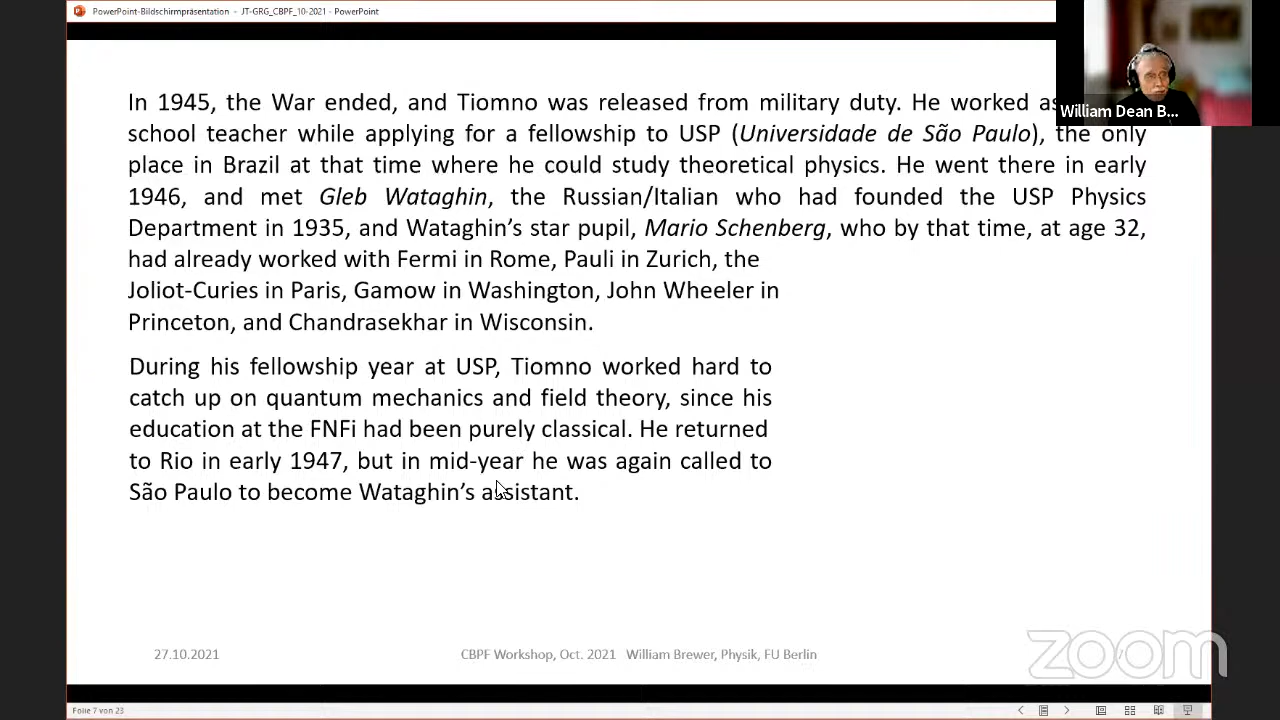 PowerPoint-Bildschirmpräsentation - JT-GRG_CBPF_10-2021 - PowerPoint
William Dean B...
In 1945, the War ended, and Tiomno was released from military duty. He worked as
school teacher while applying for a fellowship to USP (Universidade de São Paulo), the only
place in Brazil at that time where he could study theoretical physics. He went there in early
1946, and met Gleb Wataghin, the Russian/Italian who had founded the USP Physics
Department in 1935, and Wataghin’s star pupil, Mario Schenberg, who by that time, at age 32,
had already worked with Fermi in Rome, Pauli in Zurich, the
Joliot-Curies in Paris, Gamow in Washington, John Wheeler in
Princeton, and Chandrasekhar in Wisconsin.
During his fellowship year at USP, Tiomno worked hard to
catch up on quantum mechanics and field theory, since his
education at the FNFi had been purely classical. He returned
to Rio in early 1947, but in mid-year he was again called to
São Paulo to become Wataghin’s assistant.
27.10.2021
CBPF Workshop, Oct. 2021 William Brewer, Physik, FU Berlin
zoom
Folie 7 von 23